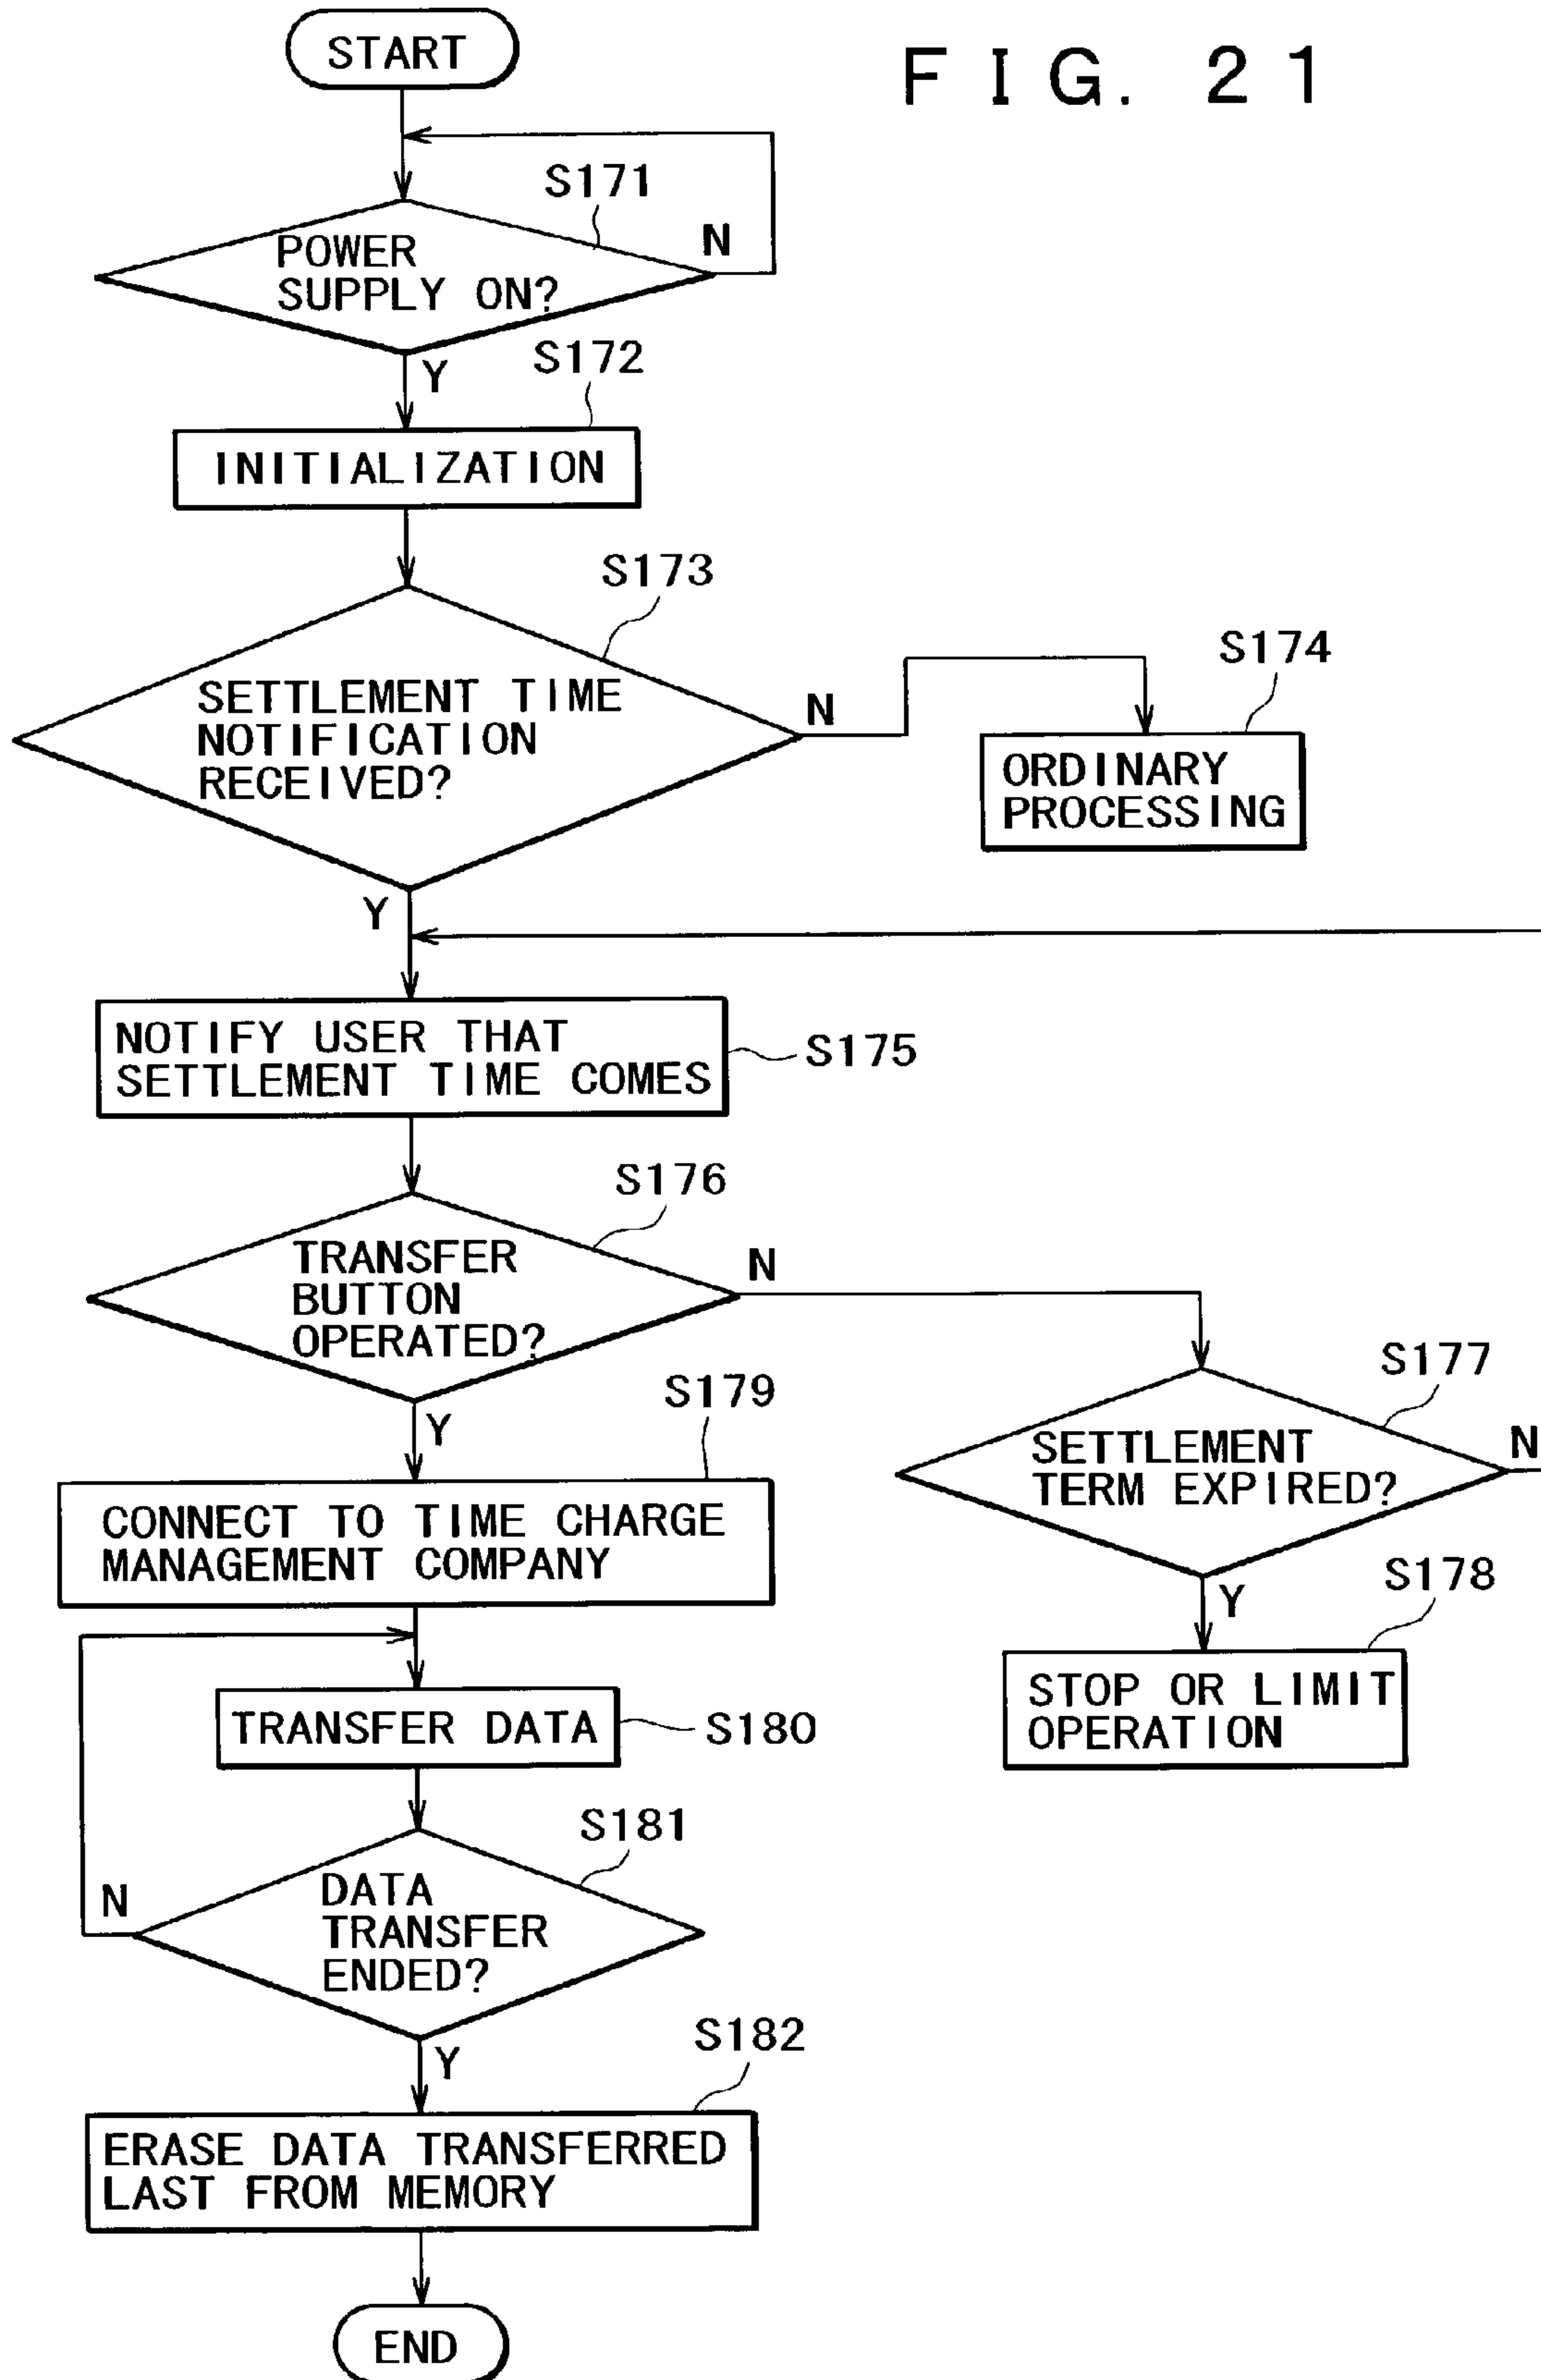 START
FIG. 21
S171
POWER
SUPPLY ON?
N
Y
S172
INITIALIZATION
S173
SETTLEMENT TIME
NOTIFICATION
RECEIVED?
N
S174
ORDINARY
PROCESSING
Y
NOTIFY USER THAT
SETTLEMENT TIME COMES
S175
S176
TRANSFER
BUTTON
OPERATED?
N
S177
SETTLEMENT
TERM EXPIRED?
N
Y
S179
CONNECT TO TIME CHARGE
MANAGEMENT COMPANY
Y
S178
STOP OR LIMIT
OPERATION
TRANSFER DATA
S180
S181
DATA
TRANSFER
ENDED?
N
Y
S182
ERASE DATA TRANSFERRED
LAST FROM MEMORY
END